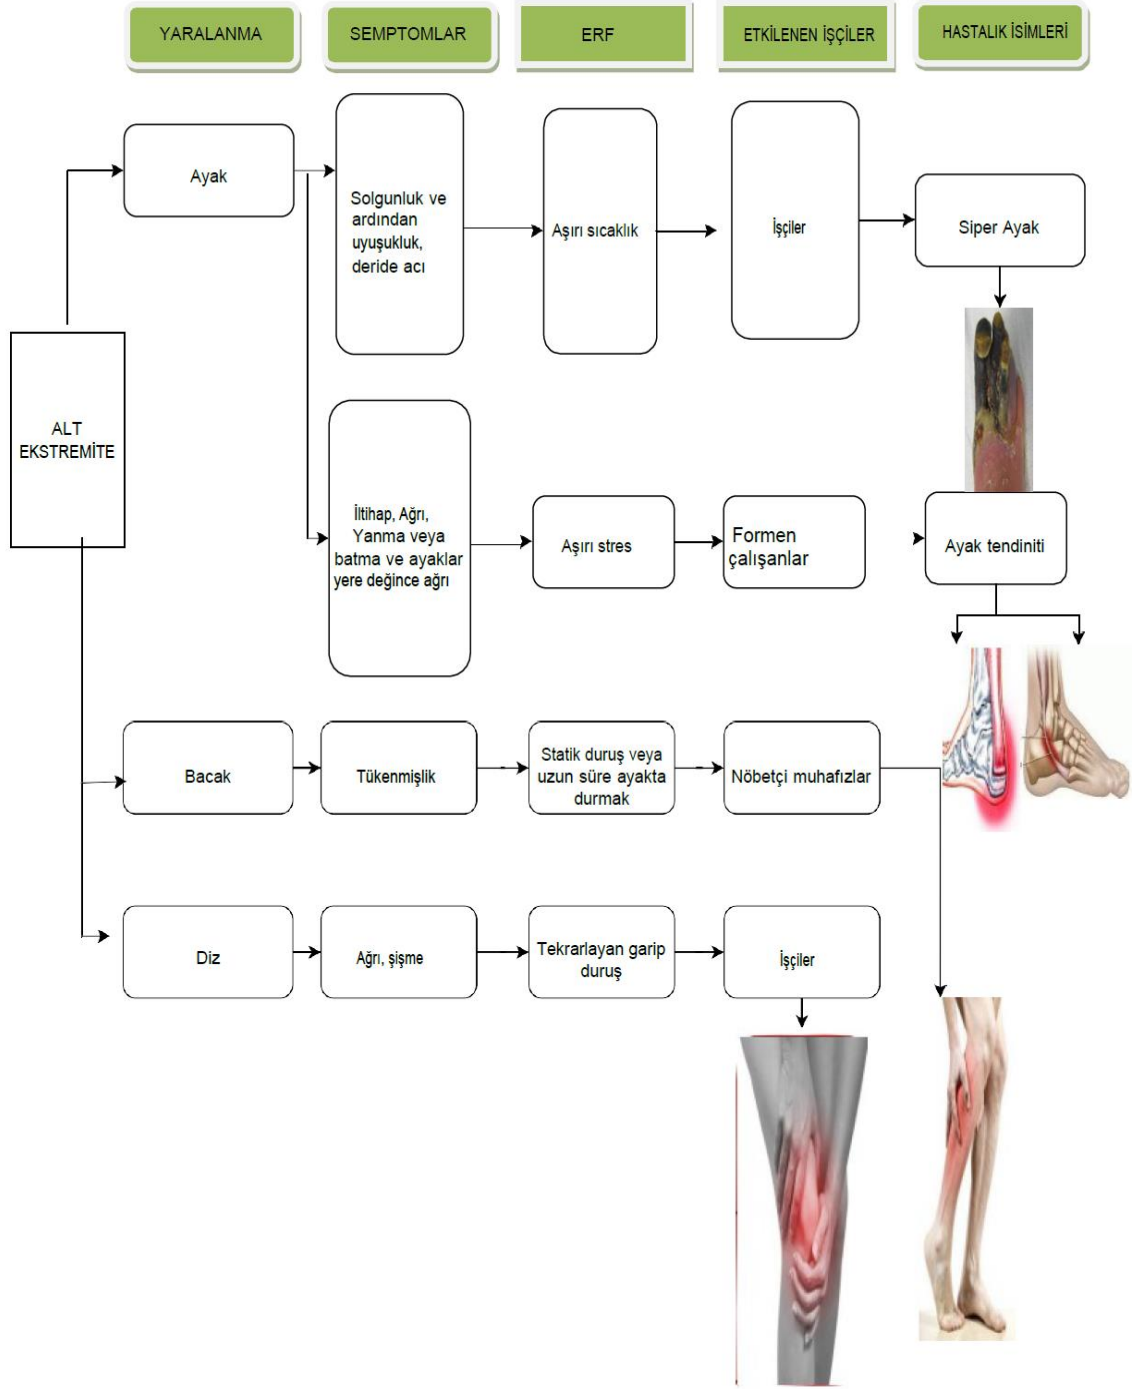 YARALANMA
SEMPTOMLAR
ERF
ETKİLENEN İŞÇİLER
HASTALIK İSİMLERİ
ALT
EKSTREMİTE
Ayak
Solgunluk ve
ardından
uyuşukluk,
deride acı
Aşırı sıcaklık
İşçiler
Siper Ayak
İltihap, Ağrı,
Yanma veya
batma ve ayaklar
yere değince ağrı
Aşırı stres
Formen
çalışanlar
Ayak tendiniti
Bacak
Tükenmişlik
Statik duruş veya
uzun süre ayakta
durmak
Nöbetçi muhafızlar
Diz
Ağrı, şişme
Tekrarlayan garip
duruş
İşçiler